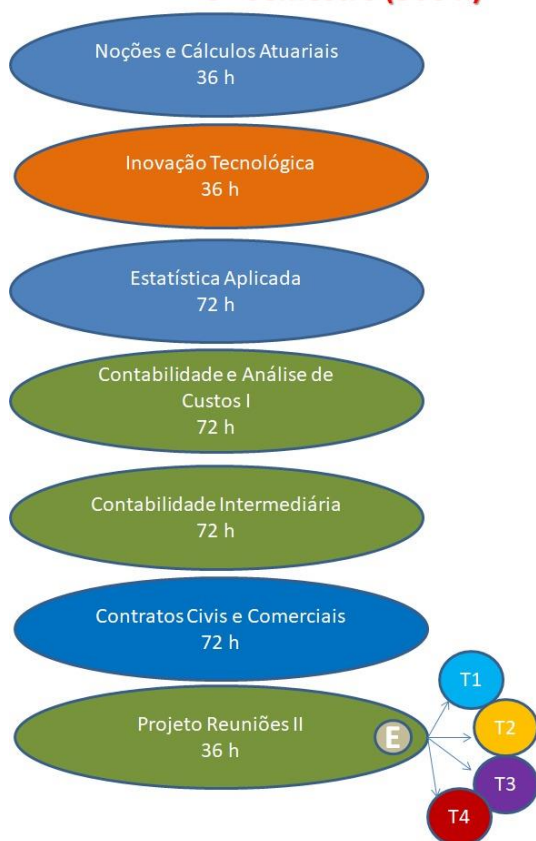 Noções e Cálculos Atuariais
36 h
Inovação Tecnológica
36 h
Estatística Aplicada
72 h
Contabilidade e Análise de
Custos I
72 h
Contabilidade Intermediária
72 h
Contratos Civis e Comerciais
72 h
Projeto Reuniões II
36 h
E
T1
T2
T3
T4